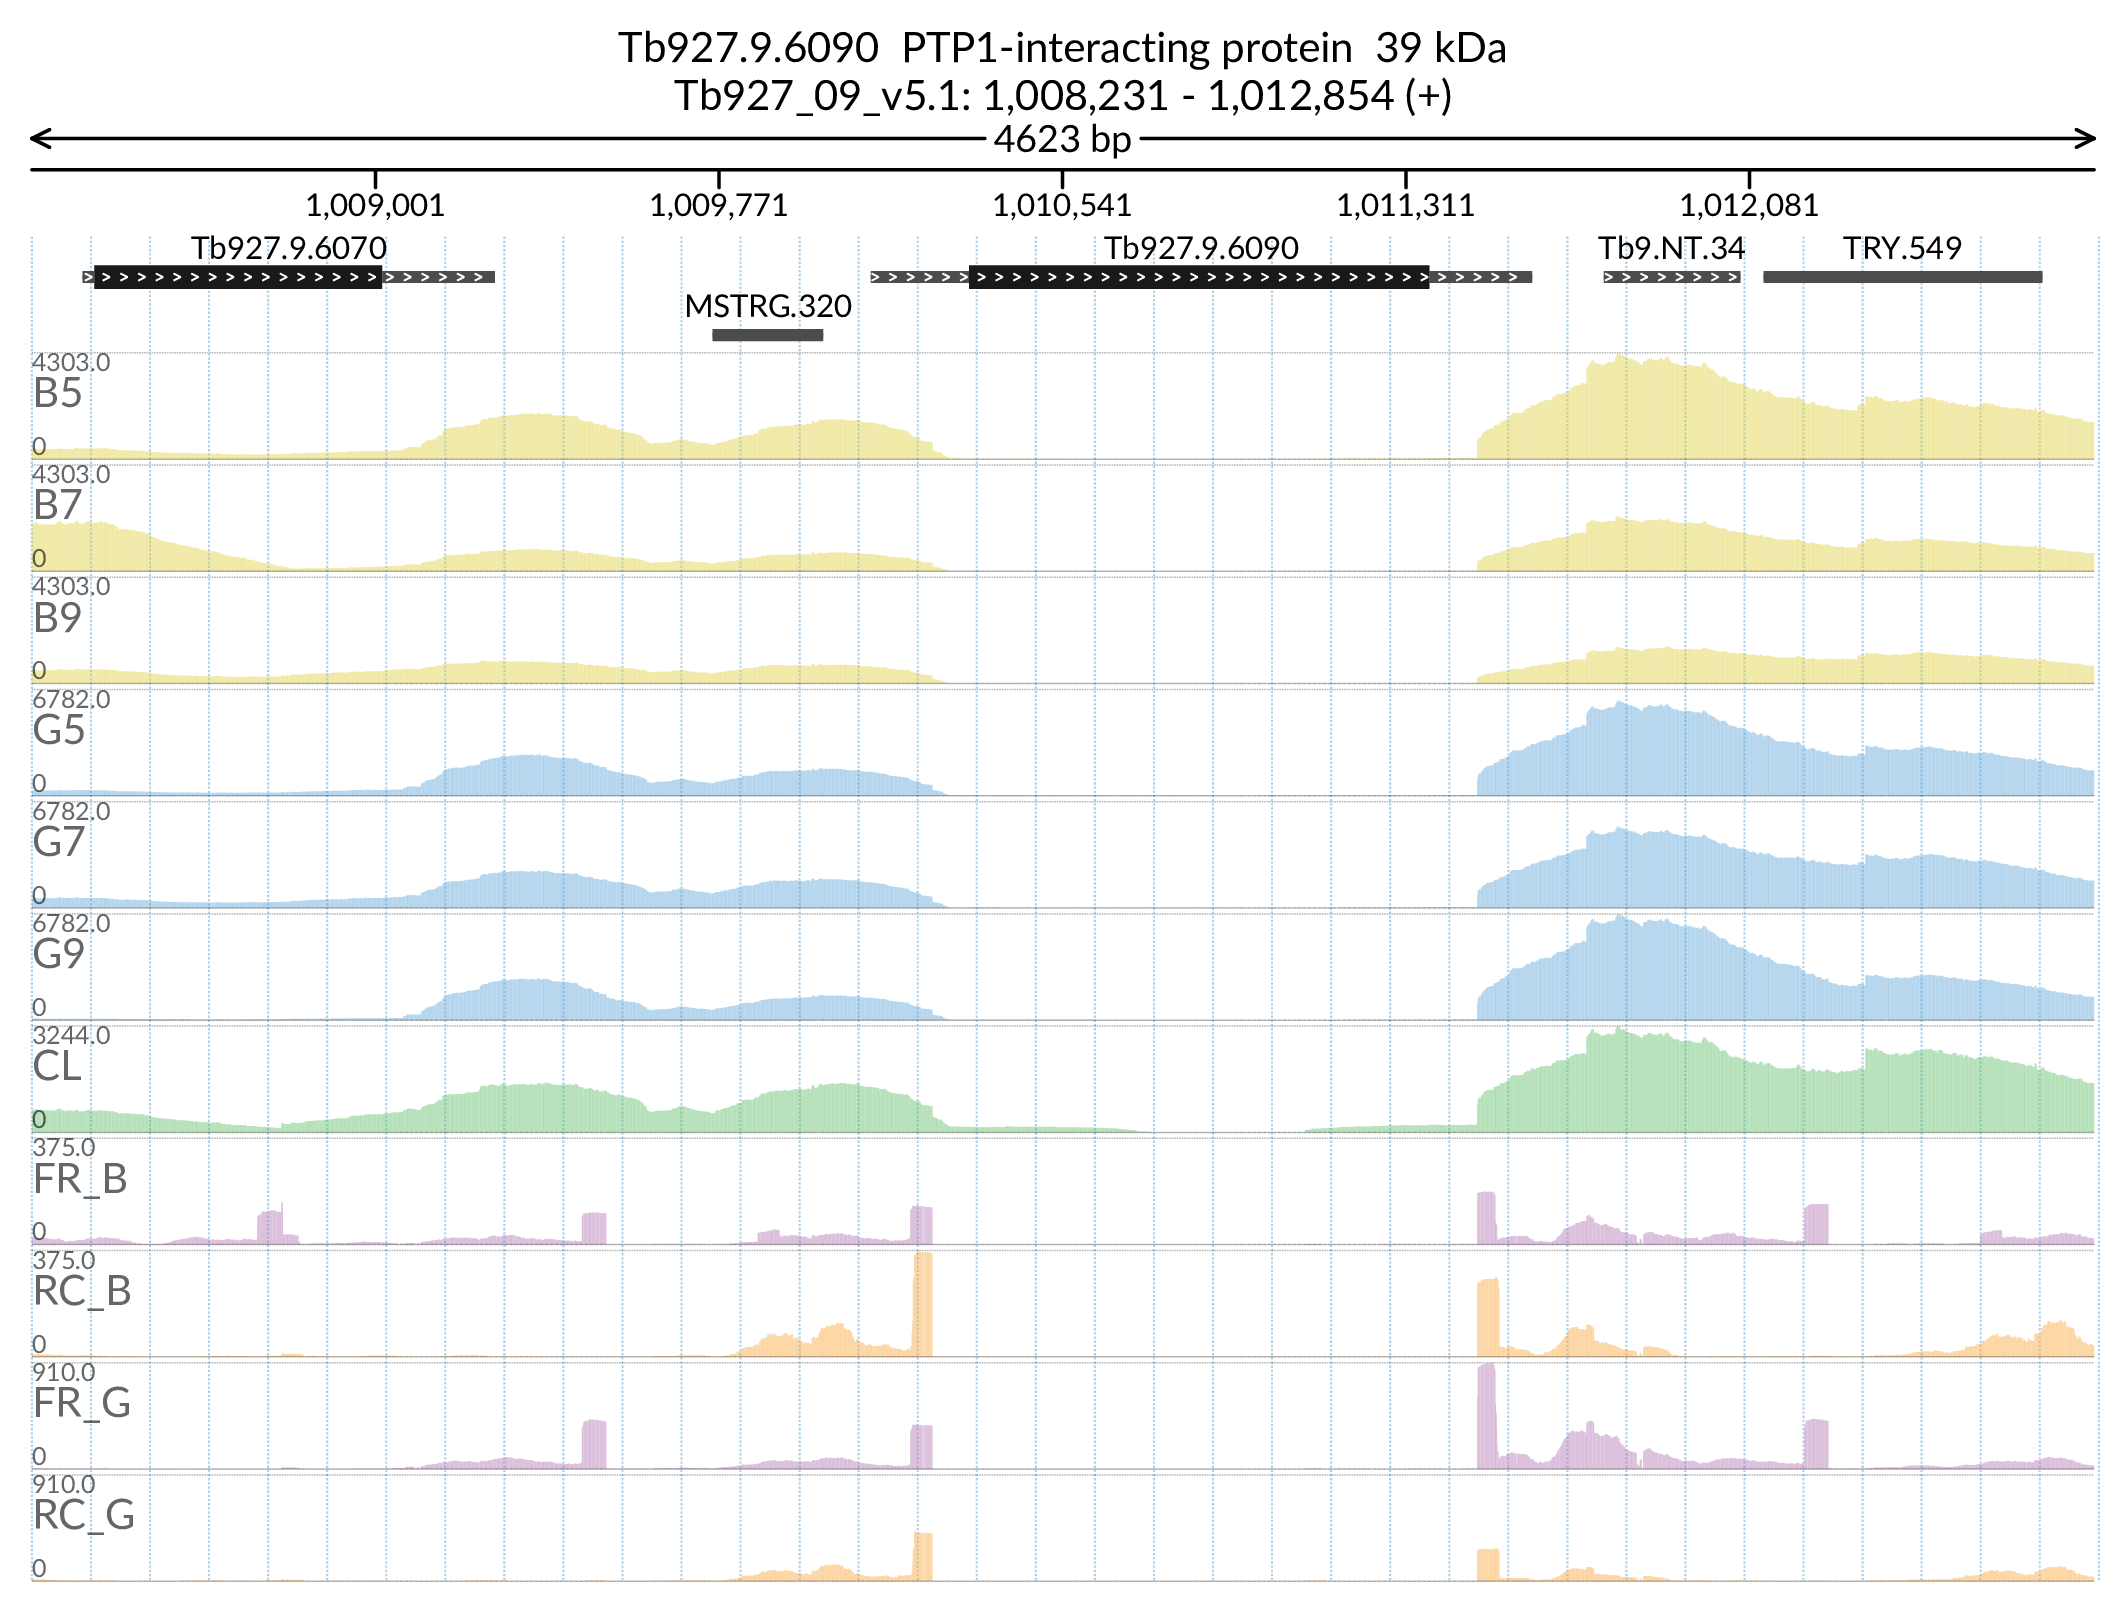 Tb927.9.6090  PTP1-interacting protein  39 kDa
Tb927_09_v5.1: 1,008,231 - 1,012,854 (+)
4623 bp
1,009,001 1,009,771 1,010,541 1,011,311 1,012,081
Tb927.9.6070 Tb927.9.6090 Tb9.NT.34 TRY.549
MSTRG.320
4303.0
B5
0
4303.0
B7
0
4303.0
B9
0
6782.0
G5
0
6782.0
G7
0
6782.0
G9
0
3244.0
CL
0
375.0
FR_B
0
375.0
RC_B
0
910.0
FR_G
0
910.0
RC_G
0